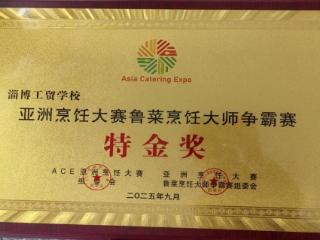 Asia Catering Expo
淄博工贸学校
亚洲烹饪大赛鲁菜烹饪大师争霸赛
特金奖
ACE亚洲烹饪大赛 亚洲烹饪大赛
组委会 鲁菜烹饪大师争霸赛组委会
二〇二五年九月